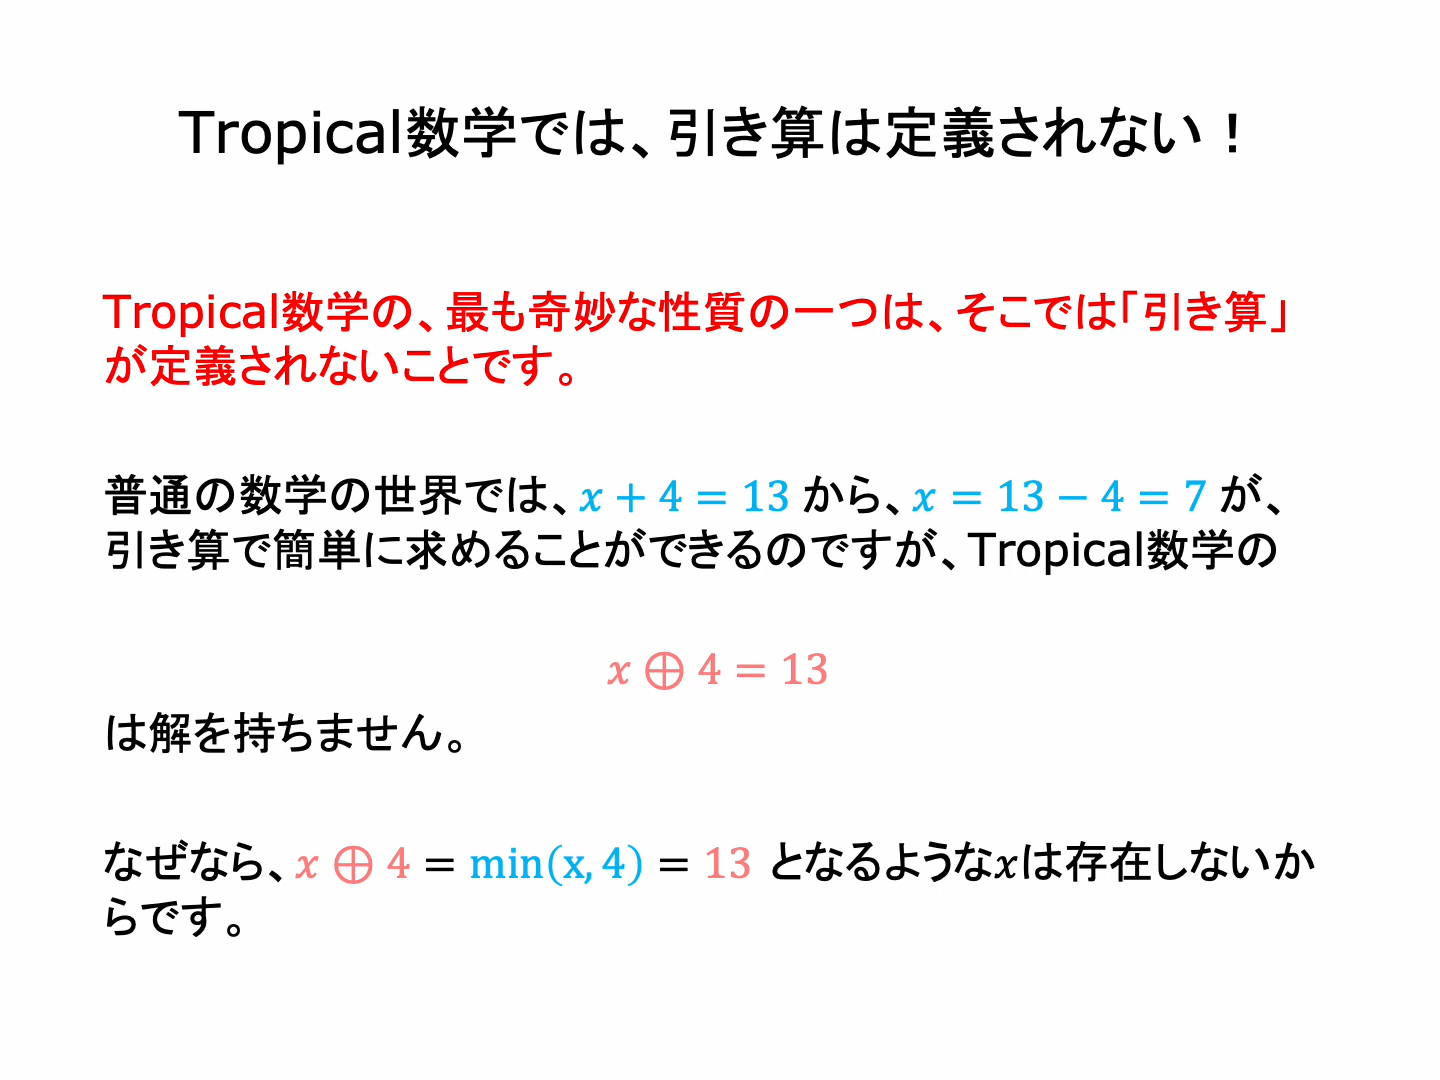 Tropical数学では、引き算は定義されない！
Tropical数学の、最も奇妙な性質の一つは、そこでは「引き算」
が定義されないことです。
普通の数学の世界では、𝑥 + 4 = 13 から、𝑥 = 13 − 4 = 7 が、
引き算で簡単に求めることができるのですが、Tropical数学の
𝑥 ⊕ 4 = 13
は解を持ちません。
なぜなら、𝑥 ⊕ 4 = min(x, 4) = 13 となるような𝑥は存在しないか
らです。